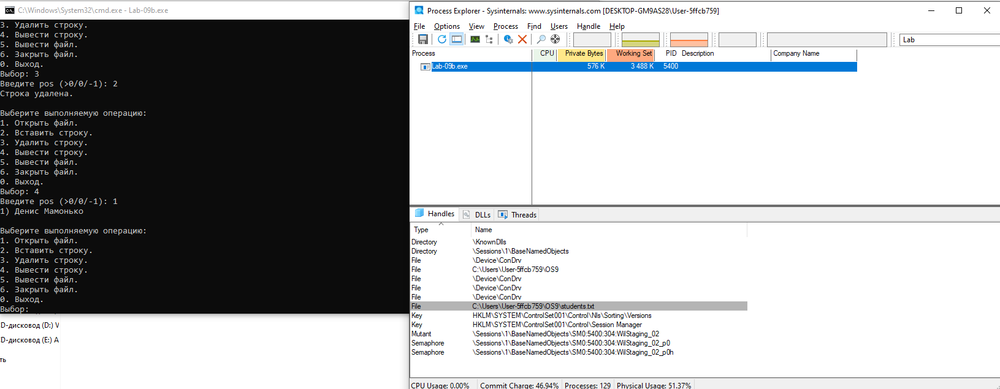 C:\Windows\System32\cmd.exe - Lab-09b.exe
3. Удалить строку.
4. Вывести строку.
5. Вывести файл.
6. Закрыть файл.
0. Выход.
Выбор: 3
Введите pos (>0/0/-1): 2
Строка удалена.
Выберите выполняемую операцию:
1. Открыть файл.
2. Вставить строку.
3. Удалить строку.
4. Вывести строку.
5. Вывести файл.
6. Закрыть файл.
0. Выход.
Выбор: 4
Введите pos (>0/0/-1): 1
1) Денис Мамонько
Выберите выполняемую операцию:
1. Открыть файл.
2. Вставить строку.
3. Удалить строку.
4. Вывести строку.
5. Вывести файл.
6. Закрыть файл.
0. Выход.
Выбор:
CD-дисковод (D:) V
CD-дисковод (E:) A
ть
Process Explorer - Sysinternals: www.sysinternals.com [DESKTOP-GM9AS28\User-5ffcb759]
File Options View Process Find Users Handle Help
Lab
Process CPU Private Bytes Working Set PID Description Company Name
Lab-09b.exe 576 K 3 488 K 5400
Handles DLLs Threads
Type Name
Directory \KnownDlls
Directory \Sessions\1\BaseNamedObjects
File \Device\ConDrv
File C:\Users\User-5ffcb759\OS9
File \Device\ConDrv
File \Device\ConDrv
File \Device\ConDrv
File C:\Users\User-5ffcb759\OS9\students.txt
Key HKLM\SYSTEM\ControlSet001\Control\Nls\Sorting\Versions
Key HKLM\SYSTEM\ControlSet001\Control\Session Manager
Mutant \Sessions\1\BaseNamedObjects\SM0:5400:304:WilStaging_02
Semaphore \Sessions\1\BaseNamedObjects\SM0:5400:304:WilStaging_02_p0
Semaphore \Sessions\1\BaseNamedObjects\SM0:5400:304:WilStaging_02_p0h
CPU Usage: 0.00% Commit Charge: 46.94% Processes: 129 Physical Usage: 51.37%